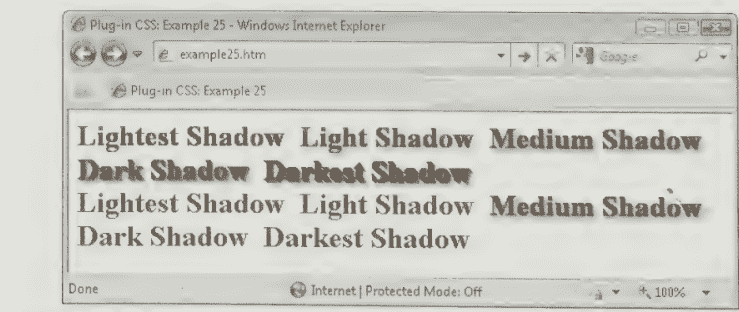 Plug-in CSS: Example 25 - Windows Internet Explorer
example25.htm Google
Plug-in CSS: Example 25
Lightest Shadow Light Shadow Medium Shadow
Dark Shadow Darkest Shadow
Lightest Shadow Light Shadow Medium Shadow
Dark Shadow Darkest Shadow
Done Internet | Protected Mode: Off 100%